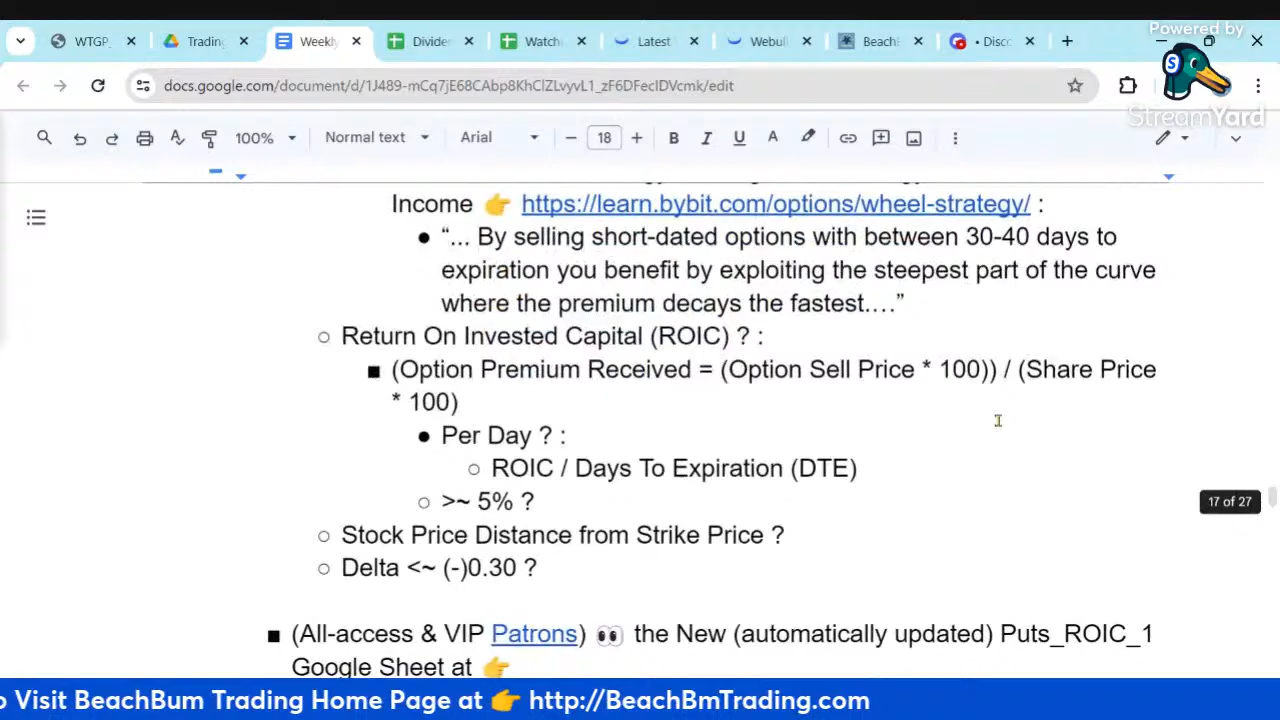 Powered by
StreamYard
WTGP_
Trading
Weekly
Divide
Watch
Latest
Webull
Beach
• Disco
docs.google.com/document/d/1J489-mCq7jE68CAbp8KhClZLvyvL1_zF6DFecIDVcmk/edit
100%
Normal text
Arial
18
B I U A
Income 👉 https://learn.bybit.com/options/wheel-strategy/ :
● “... By selling short-dated options with between 30-40 days to
expiration you benefit by exploiting the steepest part of the curve
where the premium decays the fastest….”
○ Return On Invested Capital (ROIC) ? :
■ (Option Premium Received = (Option Sell Price * 100)) / (Share Price
* 100)
● Per Day ? :
○ ROIC / Days To Expiration (DTE)
○ >~ 5% ?
17 of 27
○ Stock Price Distance from Strike Price ?
○ Delta <~ (-)0.30 ?
■ (All-access & VIP Patrons) 👀 the New (automatically updated) Puts_ROIC_1
Google Sheet at 👉
o Visit BeachBum Trading Home Page at 👉 http://BeachBmTrading.com